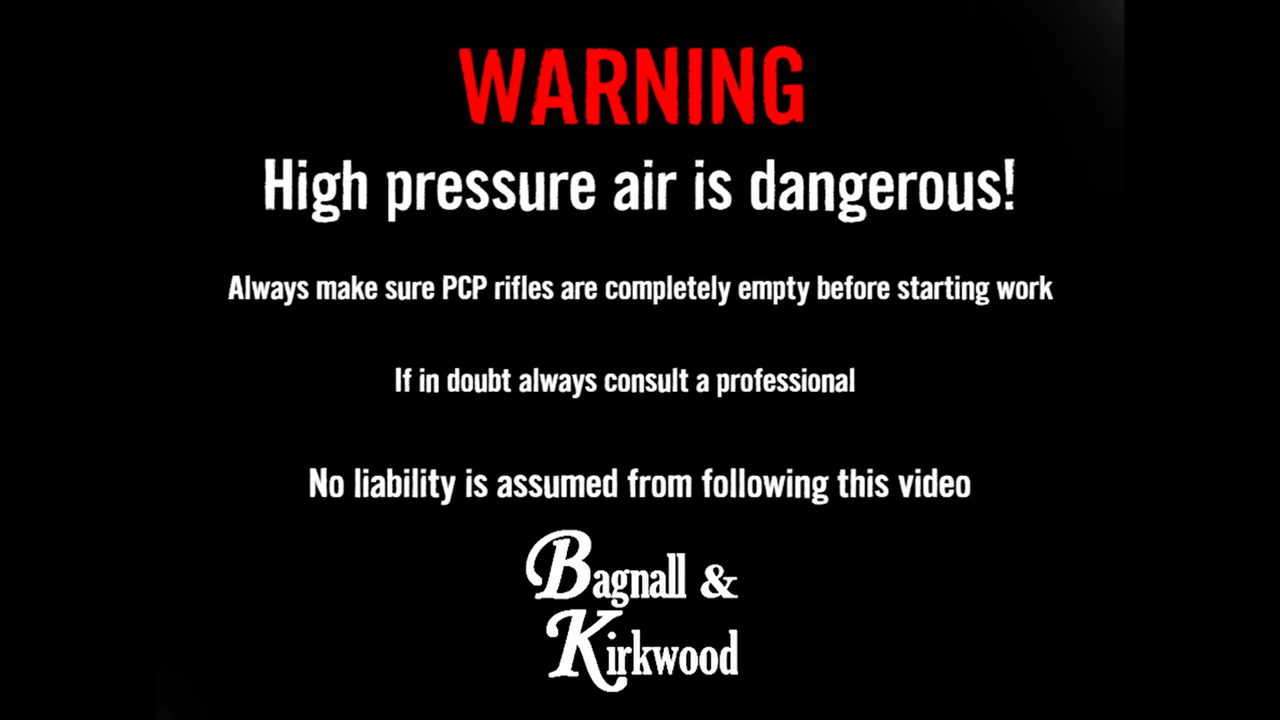 WARNING
High pressure air is dangerous!
Always make sure PCP rifles are completely empty before starting work
If in doubt always consult a professional
No liability is assumed from following this video
Bagnall &
Kirkwood